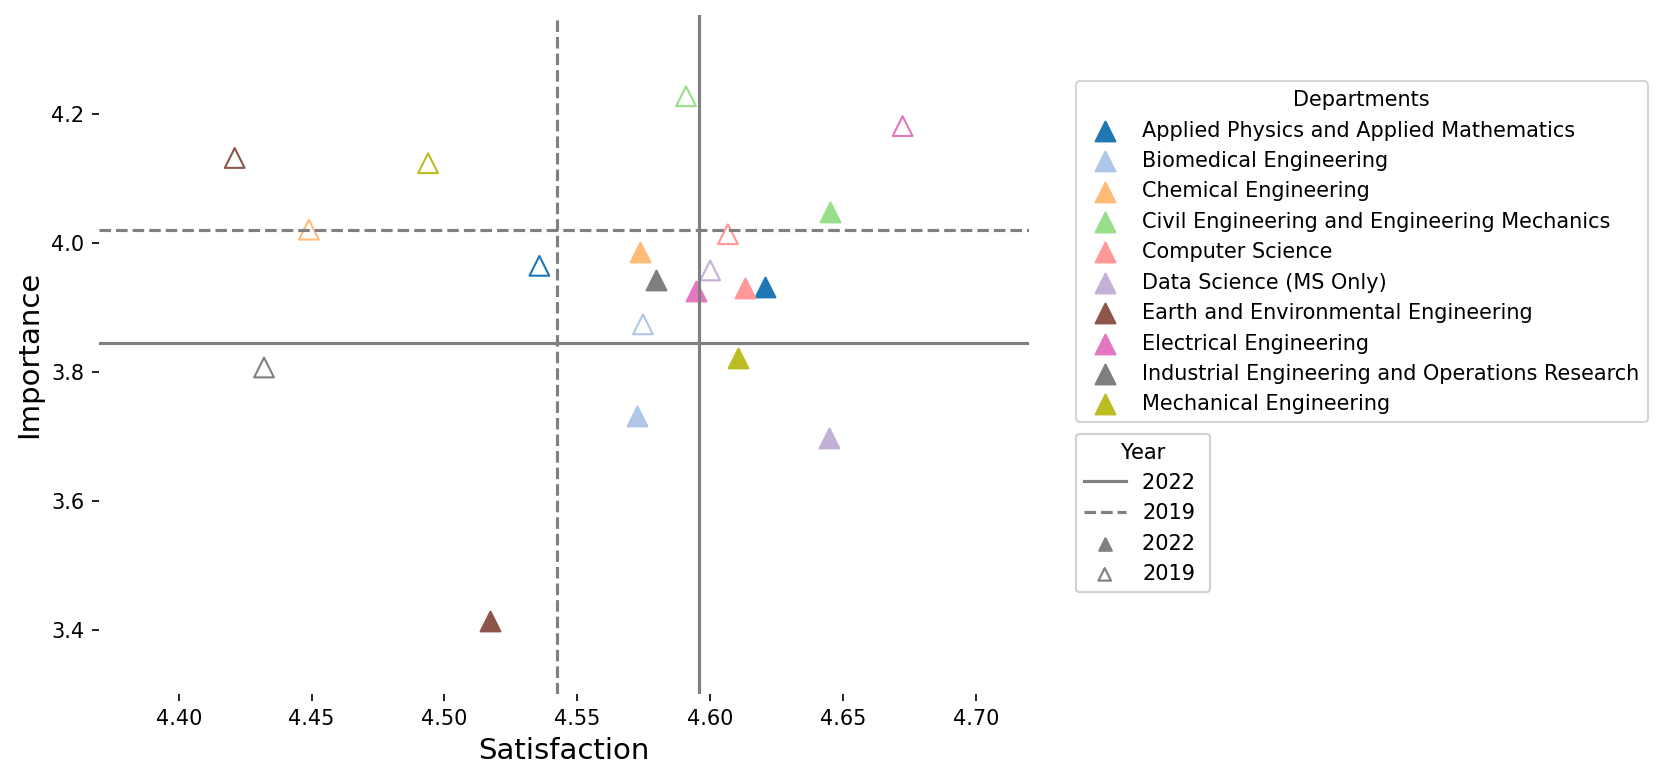 Importance
4.2
4.0
3.8
3.6
3.4
4.40 4.45 4.50 4.55 4.60 4.65 4.70
Satisfaction
Departments
Applied Physics and Applied Mathematics
Biomedical Engineering
Chemical Engineering
Civil Engineering and Engineering Mechanics
Computer Science
Data Science (MS Only)
Earth and Environmental Engineering
Electrical Engineering
Industrial Engineering and Operations Research
Mechanical Engineering
Year
2022
2019
2022
2019